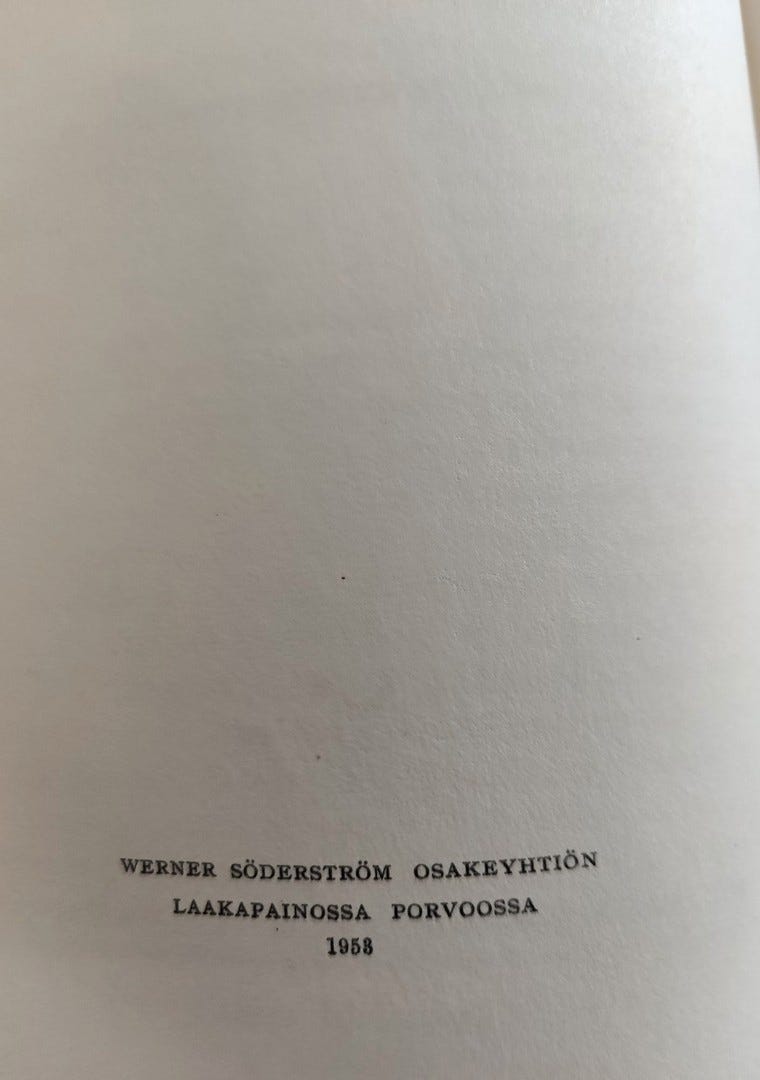 WERNER SÖDERSTRÖM OSAKEYHTIÖN
LAAKAPAINOSSA PORVOOSSA
1953